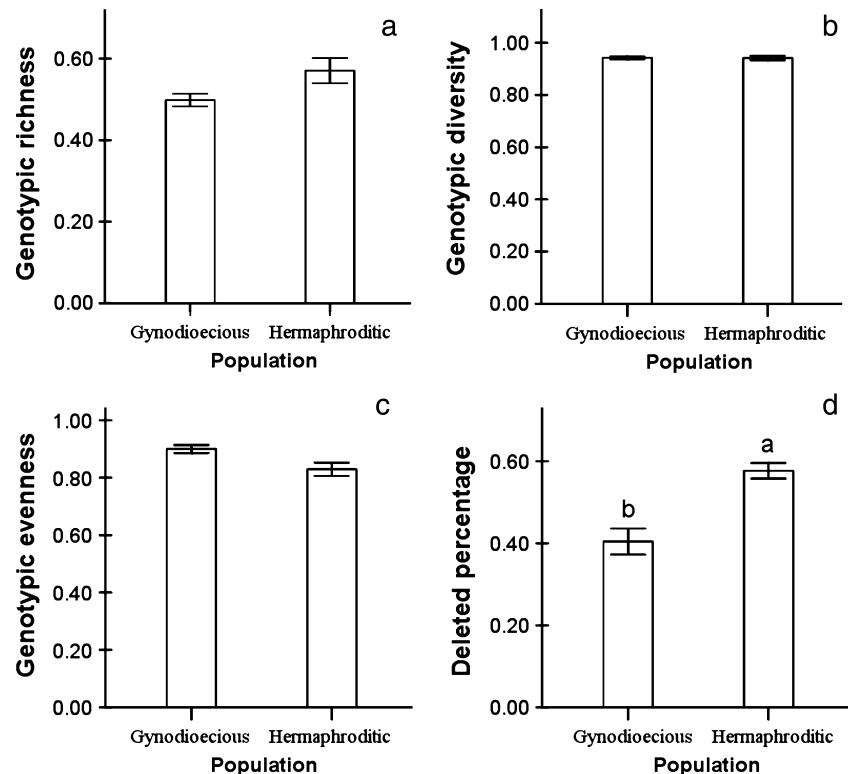 a
Genotypic richness
0.60
0.40
0.20
0.00
Gynodioecious Hermaphroditic
Population
b
Genotypic diversity
1.00
0.80
0.60
0.40
0.20
0.00
Gynodioecious Hermaphroditic
Population
c
Genotypic evenness
1.00
0.80
0.60
0.40
0.20
0.00
Gynodioecious Hermaphroditic
Population
d
Deleted percentage
0.60
0.40
0.20
0.00
b
a
Gynodioecious Hermaphroditic
Population